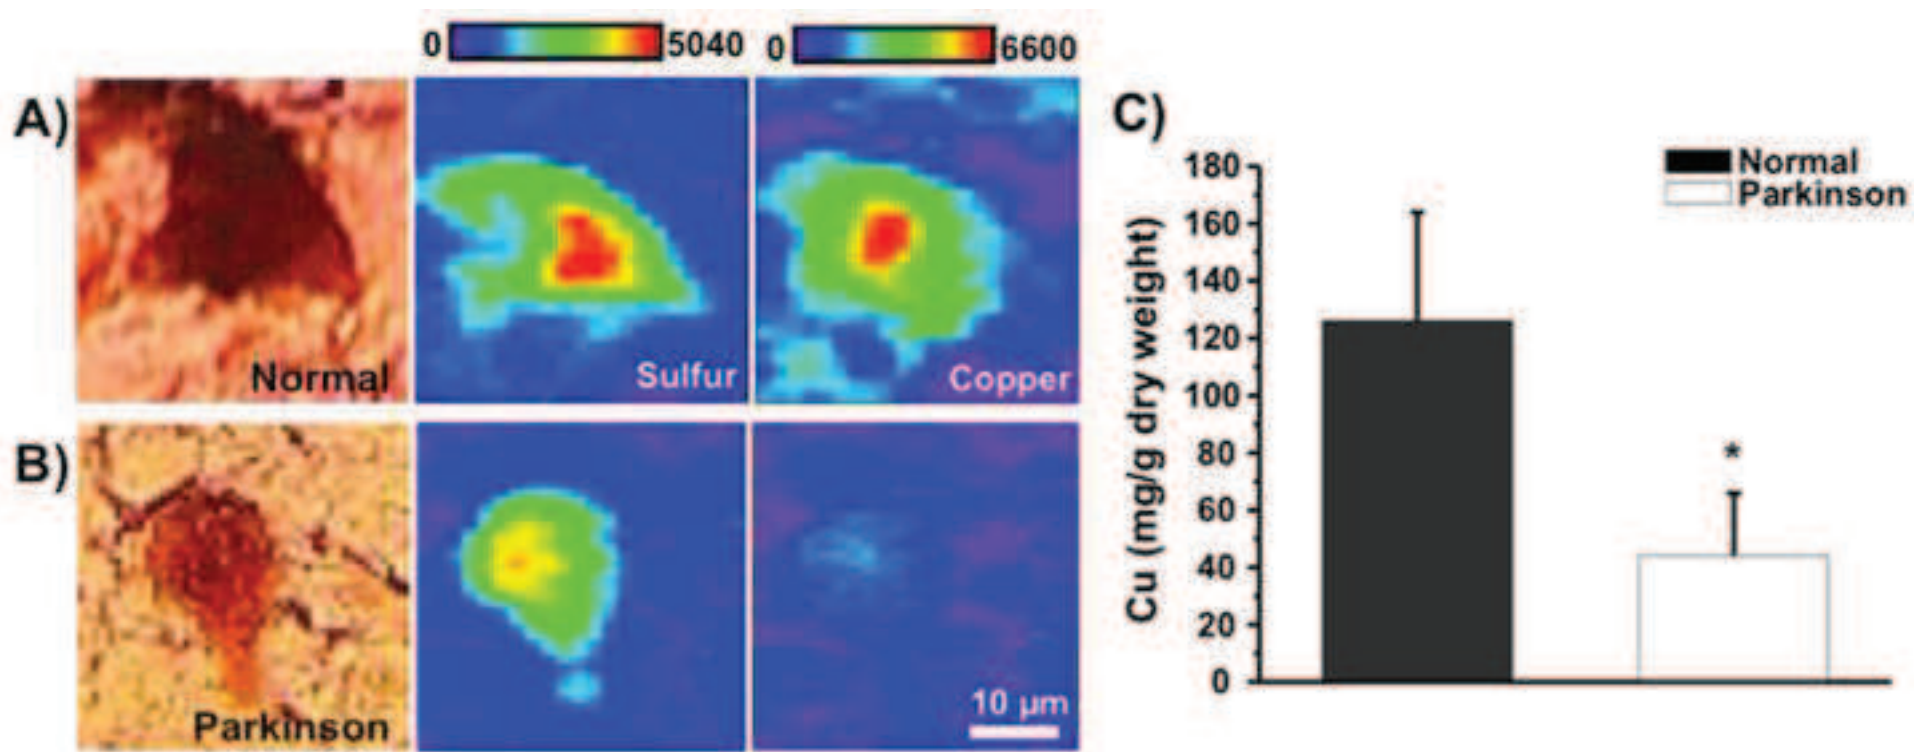 0 5040 0 6600
A)
Normal
Sulfur
Copper
B)
Parkinson
10 µm
C)
Normal
Parkinson
Cu (mg/g dry weight)
180
160
140
120
100
80
60
40
20
0
*